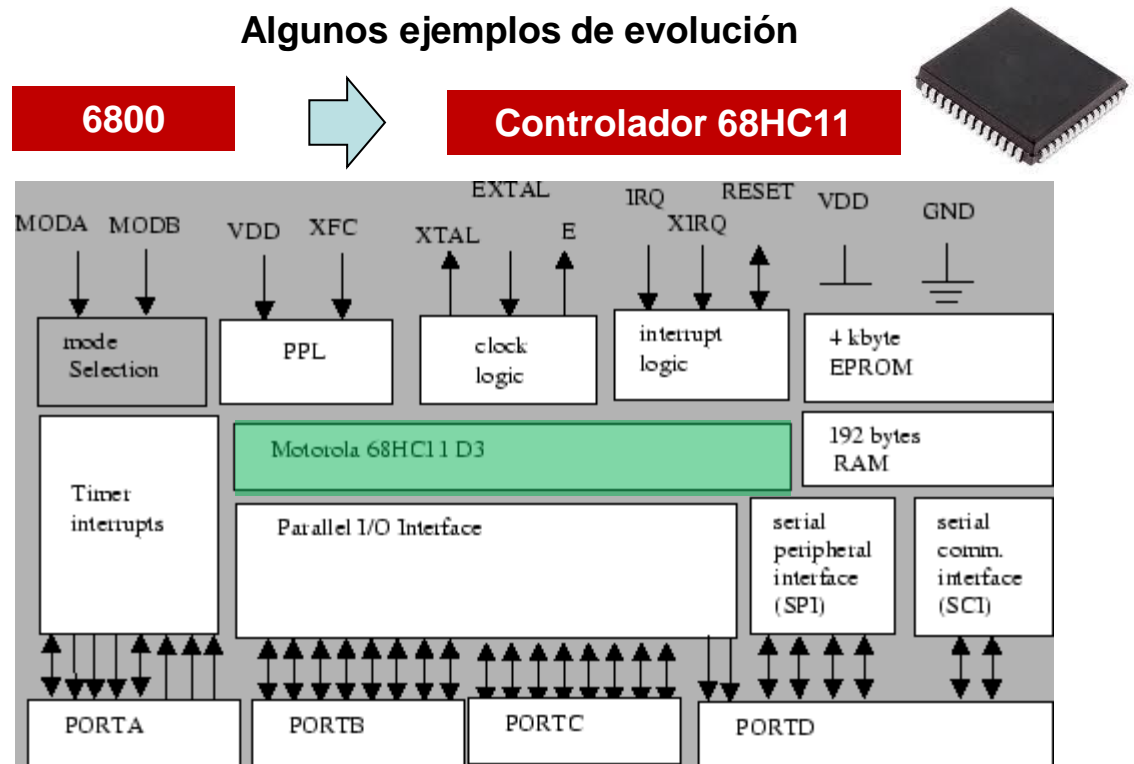 Algunos ejemplos de evolución
6800
Controlador 68HC11
MODA
MODB
VDD
XFC
XTAL
EXTAL
E
IRQ
XIRQ
RESET
VDD
GND
mode
Selection
PPL
clock
logic
interrupt
logic
4 kbyte
EPROM
Motorola 68HC11 D3
192 bytes
RAM
Timer
interrupts
Parallel I/O Interface
serial
peripheral
interface
(SPI)
serial
comm.
interface
(SCI)
PORTA
PORTB
PORTC
PORTD